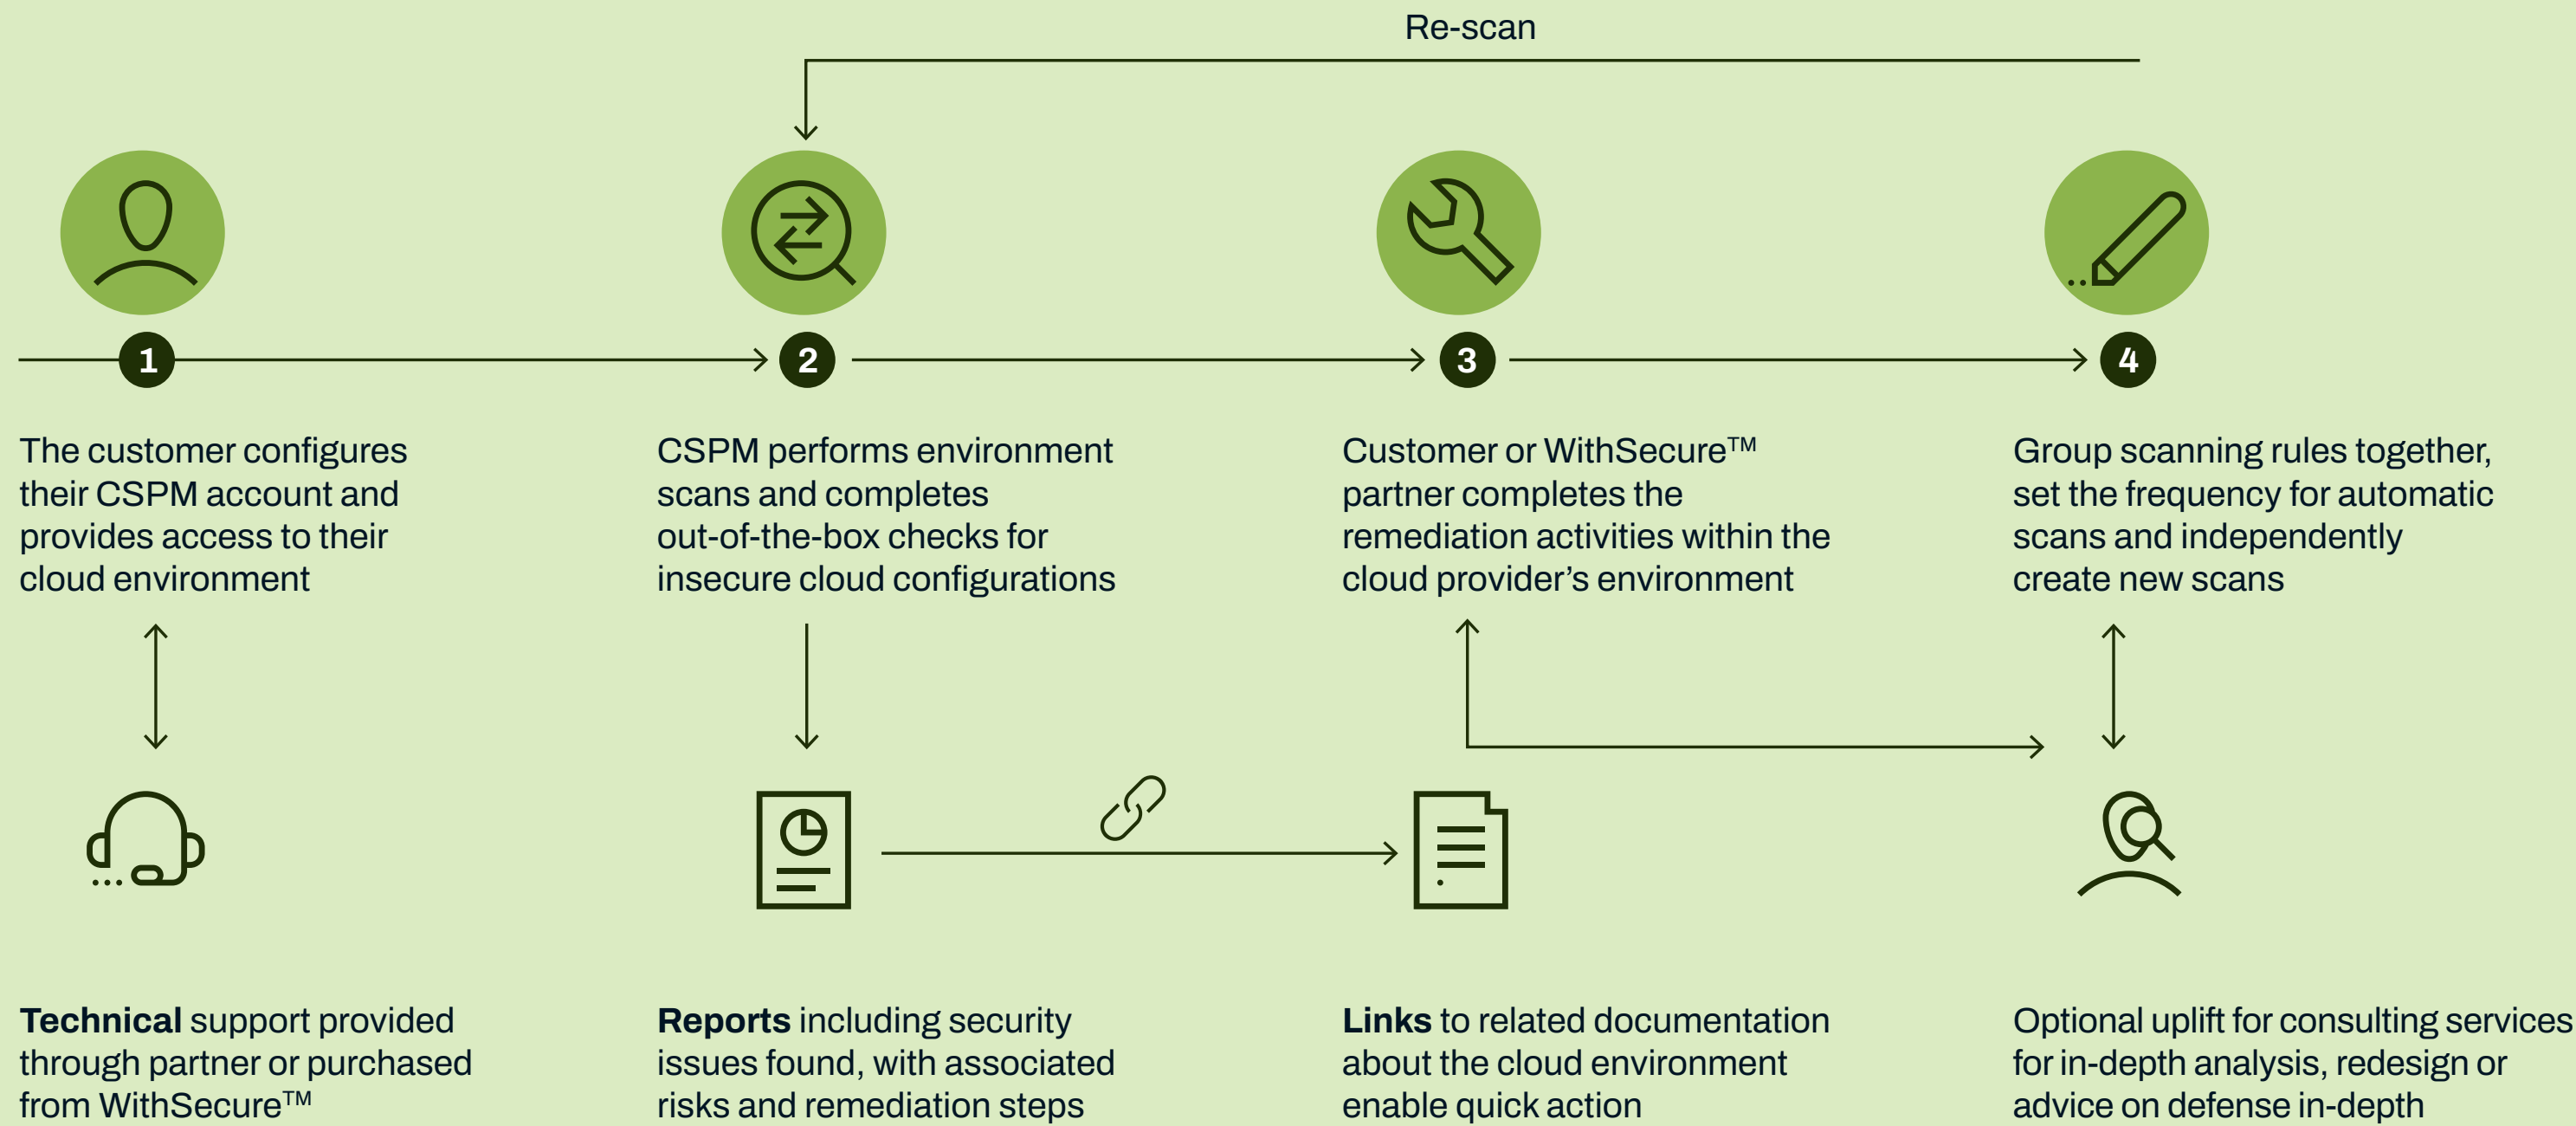 Re-scan
1
2
3
4
The customer configures
their CSPM account and
provides access to their
cloud environment
CSPM performs environment
scans and completes
out-of-the-box checks for
insecure cloud configurations
Customer or WithSecure™
partner completes the
remediation activities within the
cloud provider’s environment
Group scanning rules together,
set the frequency for automatic
scans and independently
create new scans
Technical support provided
through partner or purchased
from WithSecure™
Reports including security
issues found, with associated
risks and remediation steps
Links to related documentation
about the cloud environment
enable quick action
Optional uplift for consulting services
for in-depth analysis, redesign or
advice on defense in-depth